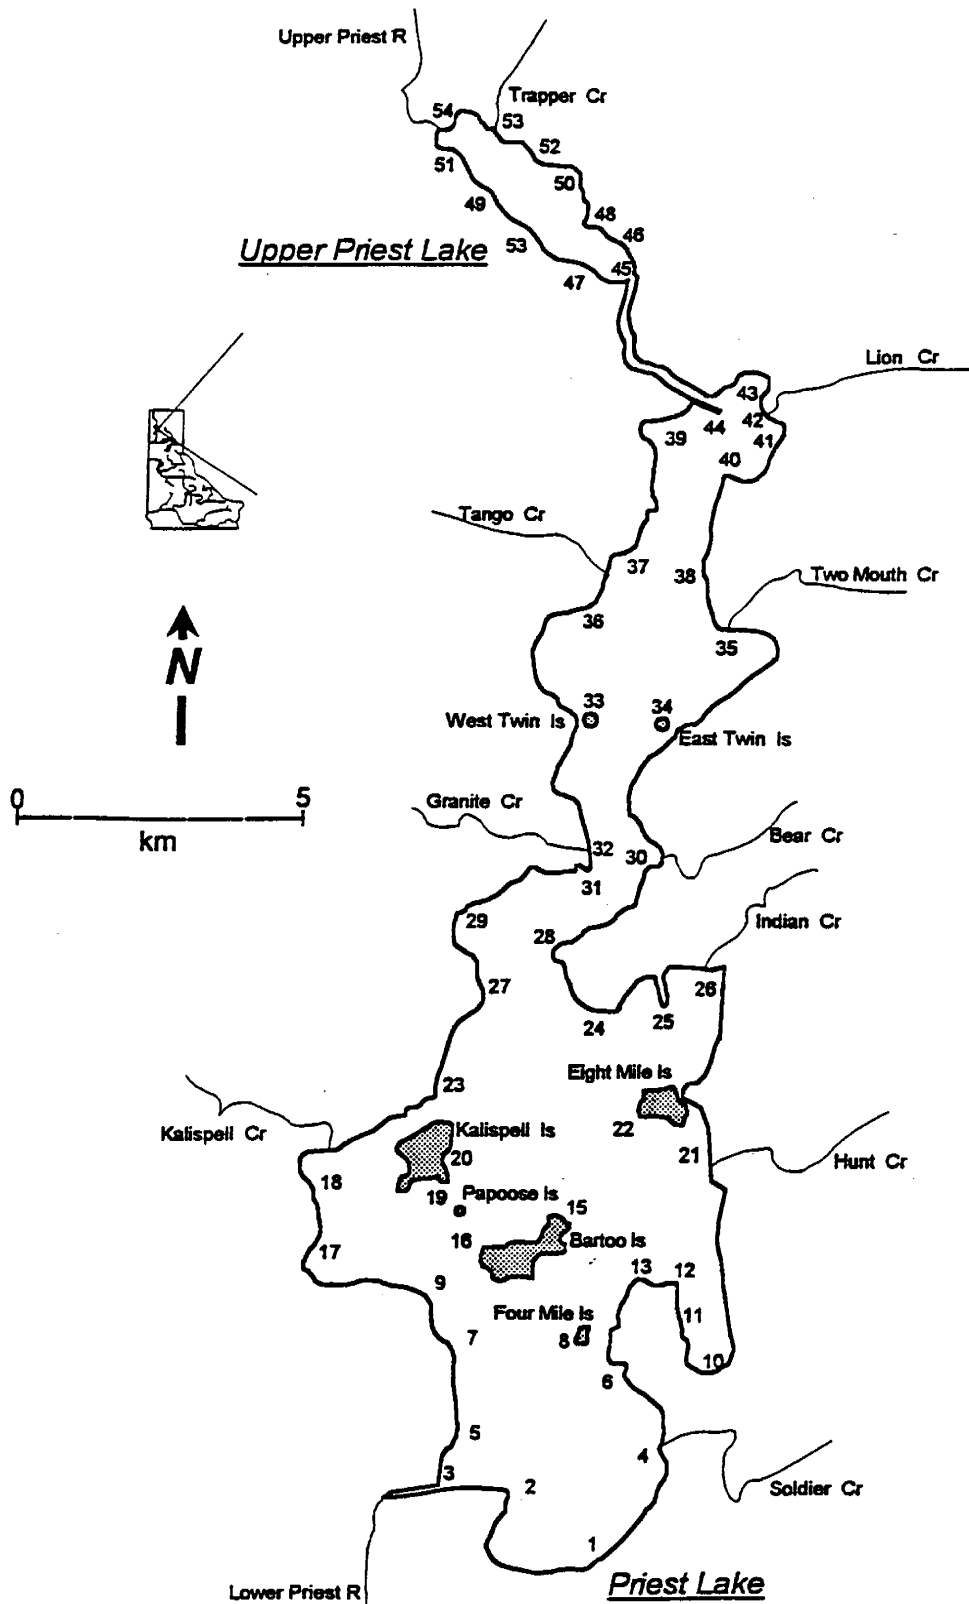 Upper Priest R
Trapper Cr
54
53
52
51
50
49
48
53
46
Upper Priest Lake
45
47
Lion Cr
43
44
42
39
41
40
Tango Cr
37
38
Two Mouth Cr
36
35
33
34
West Twin Is
East Twin Is
N
0
5
km
Granite Cr
32
30
Bear Cr
31
29
28
Indian Cr
27
26
25
24
Eight Mile Is
23
22
Kalispell Cr
Kalispell Is
20
21
Hunt Cr
18
19
Papoose Is
15
16
Bartoo Is
17
13
12
9
Four Mile Is
11
7
8
10
6
5
4
3
2
Soldier Cr
1
Lower Priest R
Priest Lake